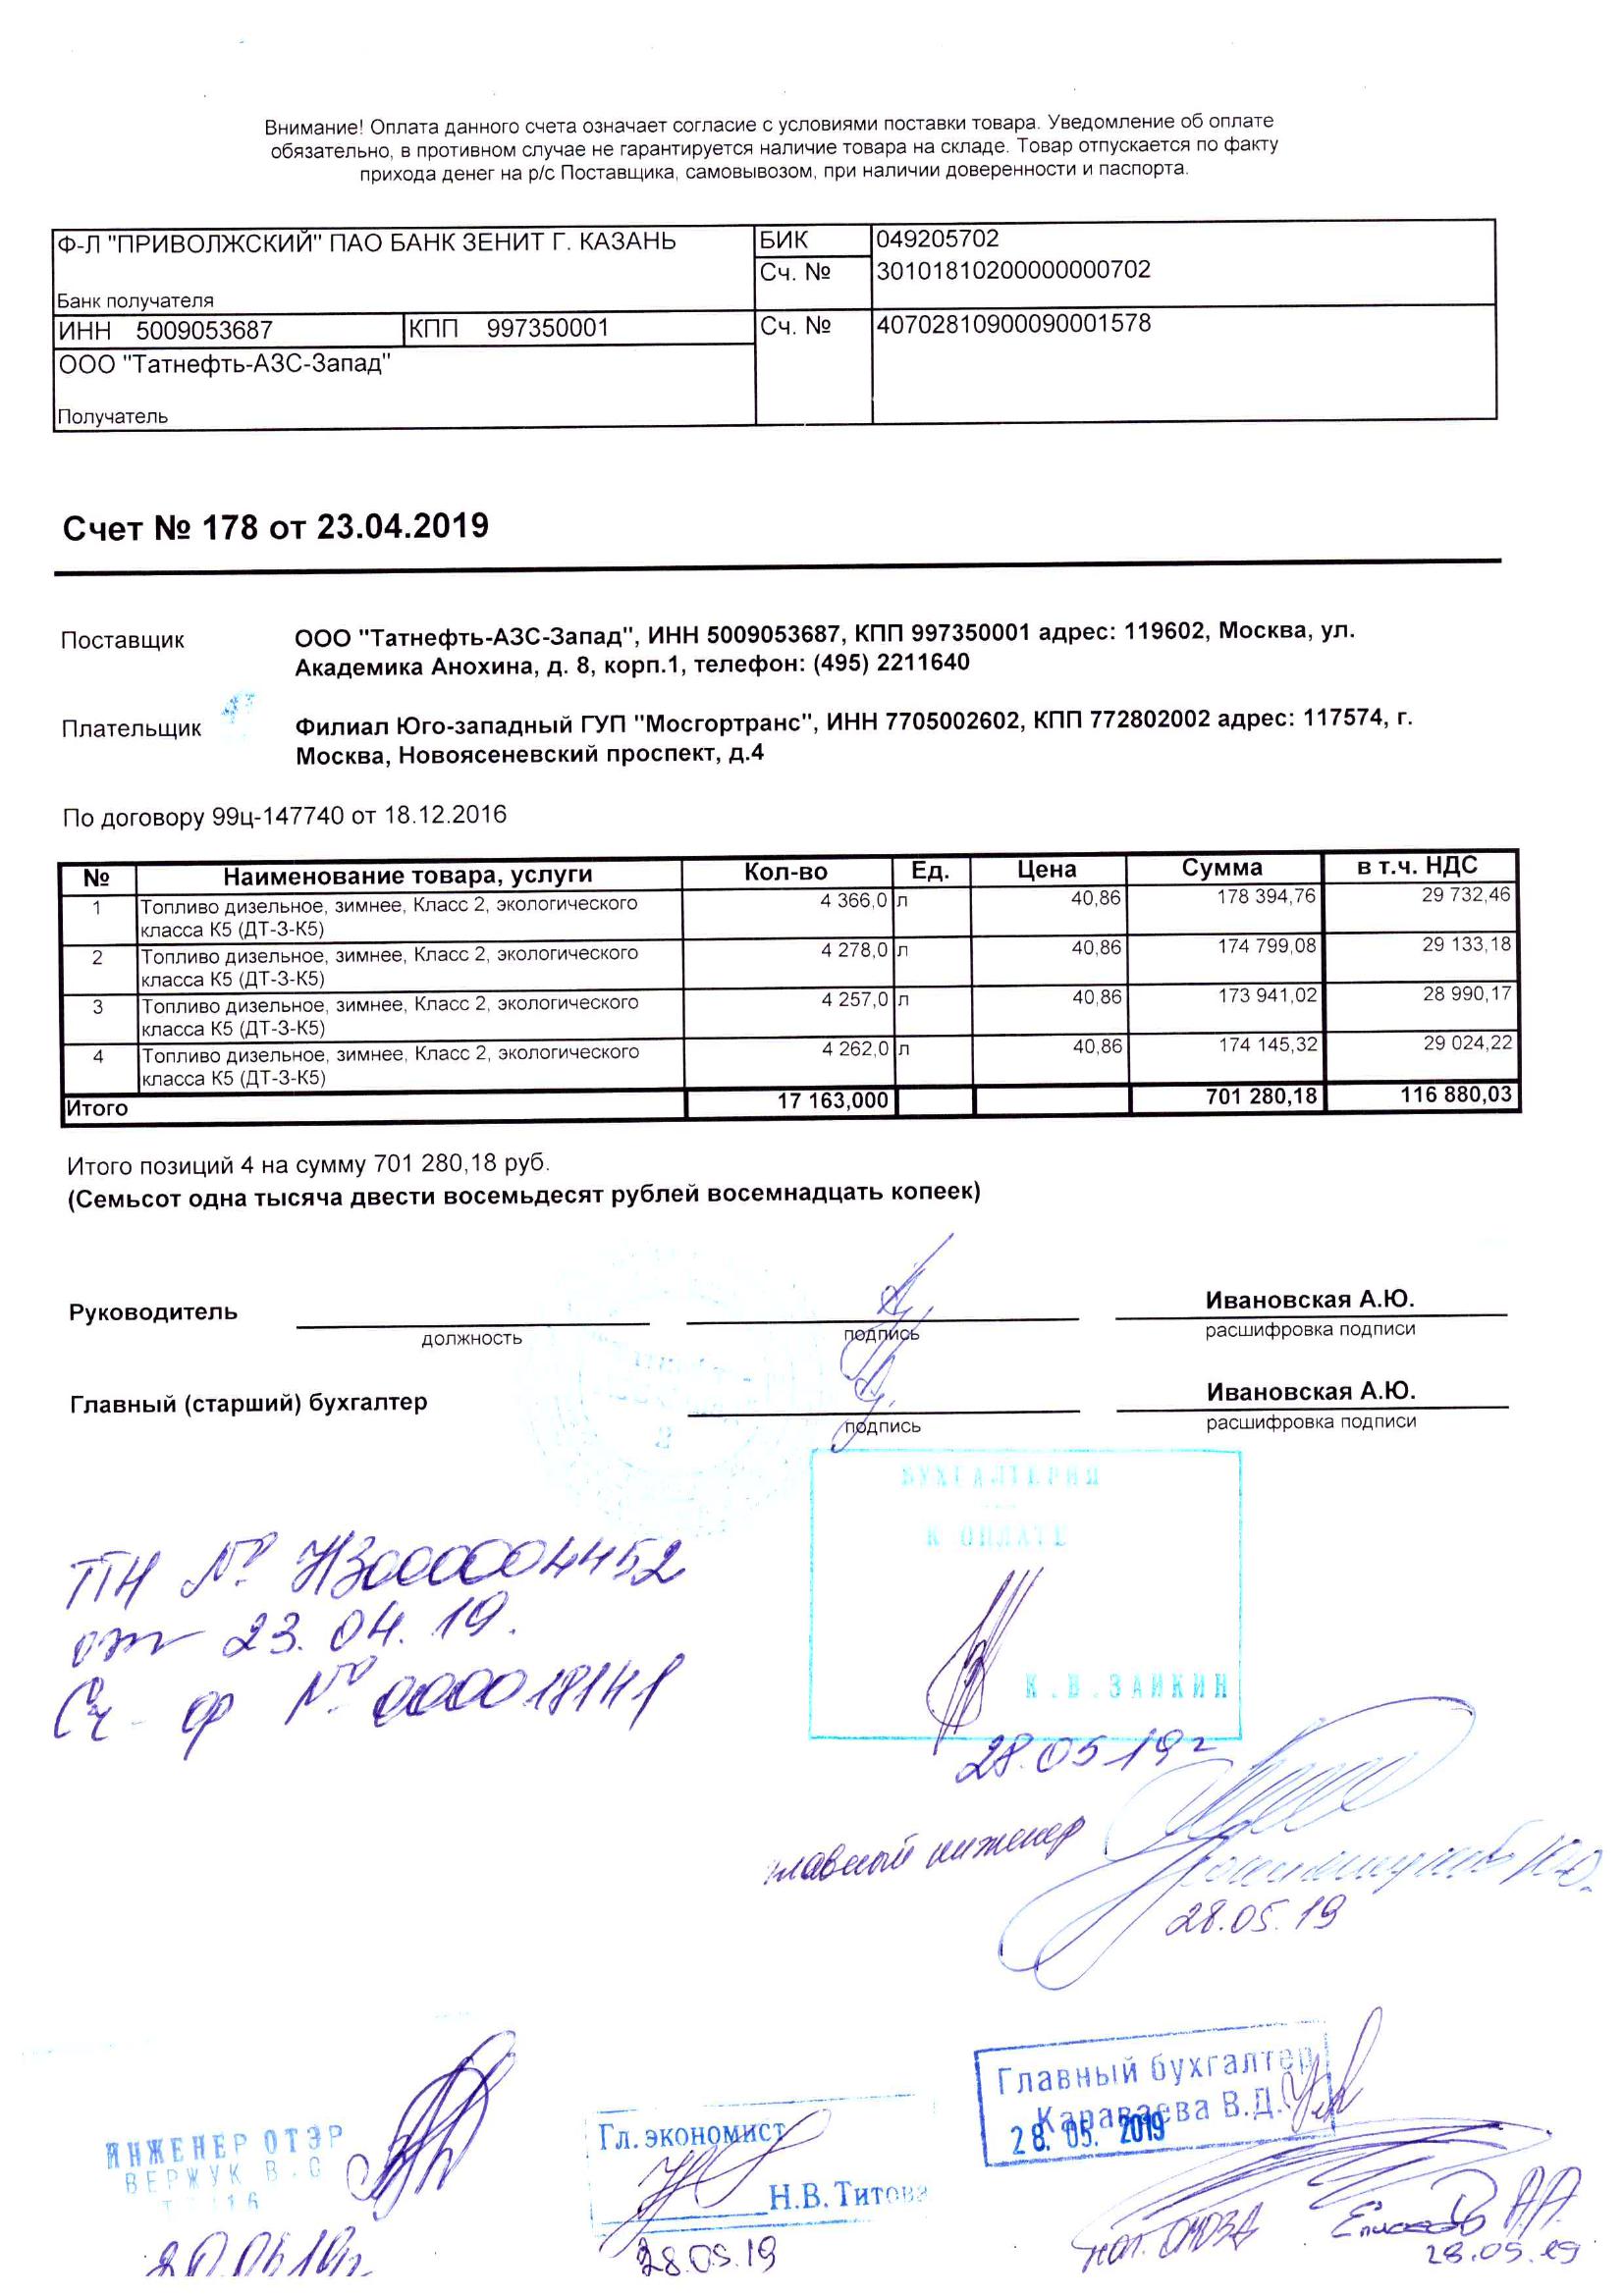 Внимание! Оплата данного счета означает согласие с условиями поставки товара. Уведомление об оплате
обязательно, в противном случае не гарантируется наличие товара на складе. Товар отпускается по факту
прихода денег на р/с Поставщика, самовывозом, при наличии доверенности и паспорта.
Ф-Л "ПРИВОЛЖСКИЙ" ПАО БАНК ЗЕНИТ Г. КАЗАНЬ БИК 049205702
Сч. № 30101810200000000702
Банк получателя
ИНН 5009053687 КПП 997350001 Сч. № 40702810900090001578
ООО "Татнефть-АЗС-Запад"
Получатель
Счет № 178 от 23.04.2019
Поставщик ООО "Татнефть-АЗС-Запад", ИНН 5009053687, КПП 997350001 адрес: 119602, Москва, ул.
Академика Анохина, д. 8, корп.1, телефон: (495) 2211640
Плательщик Филиал Юго-западный ГУП "Мосгортранс", ИНН 7705002602, КПП 772802002 адрес: 117574, г.
Москва, Новоясеневский проспект, д.4
По договору 99ц-147740 от 18.12.2016
№ Наименование товара, услуги Кол-во Ед. Цена Сумма в т.ч. НДС
1 Топливо дизельное, зимнее, Класс 2, экологического 4 366,0 л 40,86 178 394,76 29 732,46
класса К5 (ДТ-З-К5)
2 Топливо дизельное, зимнее, Класс 2, экологического 4 278,0 л 40,86 174 799,08 29 133,18
класса К5 (ДТ-З-К5)
3 Топливо дизельное, зимнее, Класс 2, экологического 4 257,0 л 40,86 173 941,02 28 990,17
класса К5 (ДТ-З-К5)
4 Топливо дизельное, зимнее, Класс 2, экологического 4 262,0 л 40,86 174 145,32 29 024,22
класса К5 (ДТ-З-К5)
Итого 17 163,000 701 280,18 116 880,03
Итого позиций 4 на сумму 701 280,18 руб.
(Семьсот одна тысяча двести восемьдесят рублей восемнадцать копеек)
Руководитель Ивановская А.Ю.
должность подпись расшифровка подписи
Главный (старший) бухгалтер Ивановская А.Ю.
подпись расшифровка подписи
БУХГАЛТЕРИЯ
К ОПЛАТЕ
ТТН № НЗ000004452
от 23.04.19.
Сч-ф № 000018141
К.В.ЗАИКИН
28.05.19г
главный инженер
28.05.19
Главный бухгалтер
Караваева В.Д.
28. 05. 2019
ИНЖЕНЕР ОТЭР
ВЕРЖУК В.С
Гл. экономист
Н.В. Титова
28.05.19
28.05.19